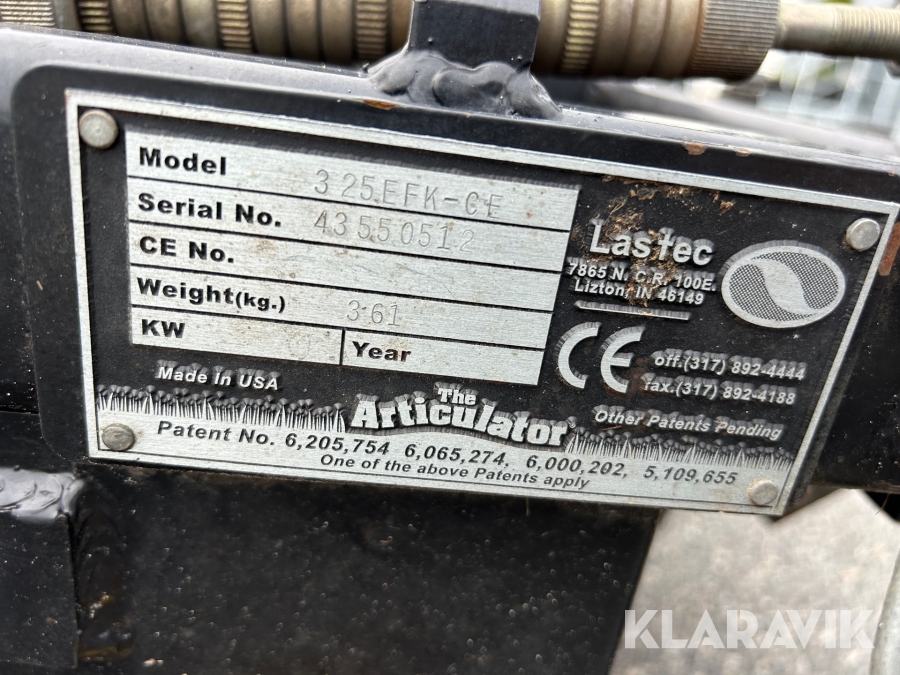 Model 325EFK-CE
Serial No. 43550512
CE No.
Weight(kg.) 361
KW
Year
Lastec
7865 N. C.R. 100E.
Lizton, IN 46149
CE
off.(317) 892-4444
fax.(317) 892-4188
Made In USA
The
Articulator
Other Patents Pending
Patent No. 6,205,754 6,065,274, 6,000,202, 5,109,655
One of the above Patents apply
KLARAVIK